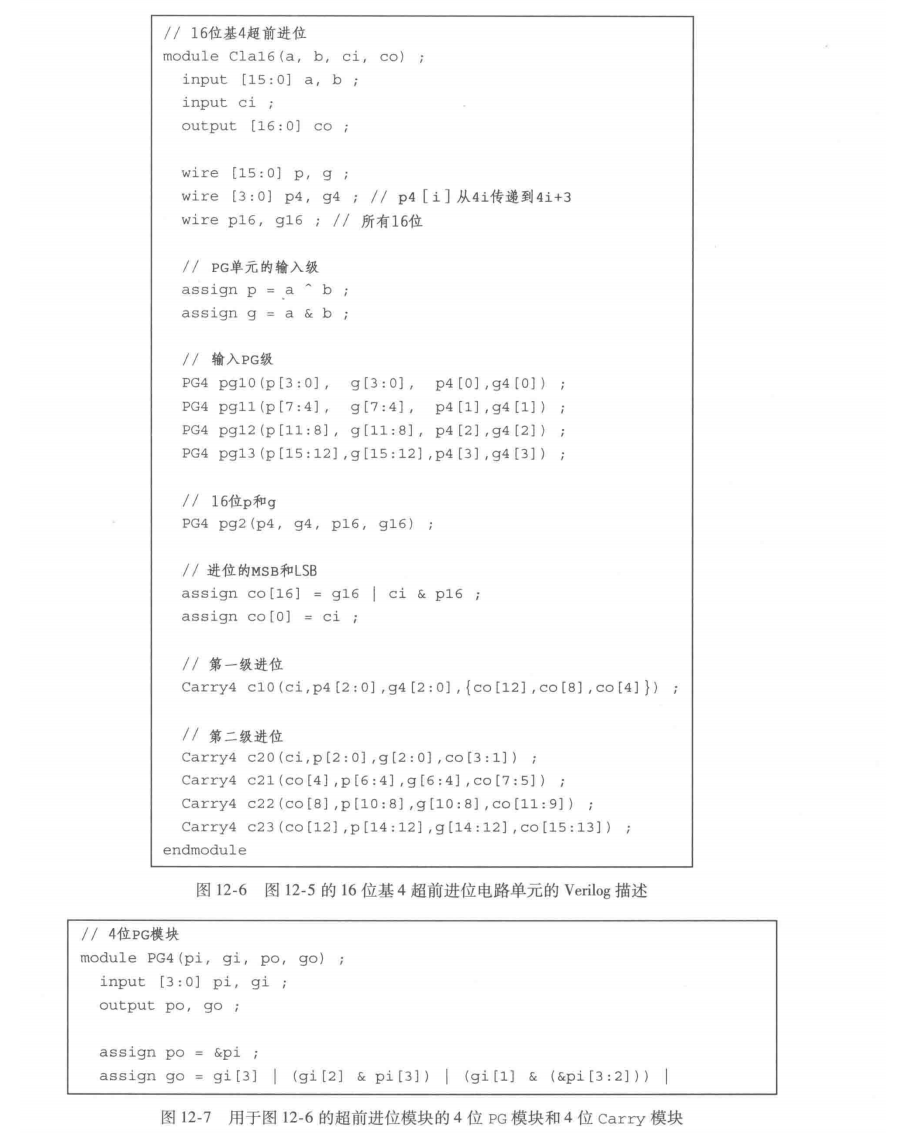 // 16位基4超前进位
module Cla16(a, b, ci, co) ;
input [15:0] a, b ;
input ci ;
output [16:0] co ;
wire [15:0] p, g ;
wire [3:0] p4, g4 ; // p4[i]从4i传递到4i+3
wire p16, g16 ; // 所有16位
// PG单元的输入级
assign p = a ^ b ;
assign g = a & b ;
// 输入PG级
PG4 pg10(p[3:0], g[3:0], p4[0],g4[0]) ;
PG4 pg11(p[7:4], g[7:4], p4[1],g4[1]) ;
PG4 pg12(p[11:8], g[11:8], p4[2],g4[2]) ;
PG4 pg13(p[15:12],g[15:12],p4[3],g4[3]) ;
// 16位p和g
PG4 pg2(p4, g4, p16, g16) ;
// 进位的MSB和LSB
assign co[16] = g16 | ci & p16 ;
assign co[0] = ci ;
// 第一级进位
Carry4 c10(ci,p4[2:0],g4[2:0],{co[12],co[8],co[4]}) ;
// 第二级进位
Carry4 c20(ci,p[2:0],g[2:0],co[3:1]) ;
Carry4 c21(co[4],p[6:4],g[6:4],co[7:5]) ;
Carry4 c22(co[8],p[10:8],g[10:8],co[11:9]) ;
Carry4 c23(co[12],p[14:12],g[14:12],co[15:13]) ;
endmodule
图 12-6 图 12-5 的 16 位基 4 超前进位电路单元的 Verilog 描述
// 4位PG模块
module PG4(pi, gi, po, go) ;
input [3:0] pi, gi ;
output po, go ;
assign po = &pi ;
assign go = gi[3] | (gi[2] & pi[3]) | (gi[1] & (&pi[3:2])) |
图 12-7 用于图 12-6 的超前进位模块的 4 位 PG 模块和 4 位 Carry 模块